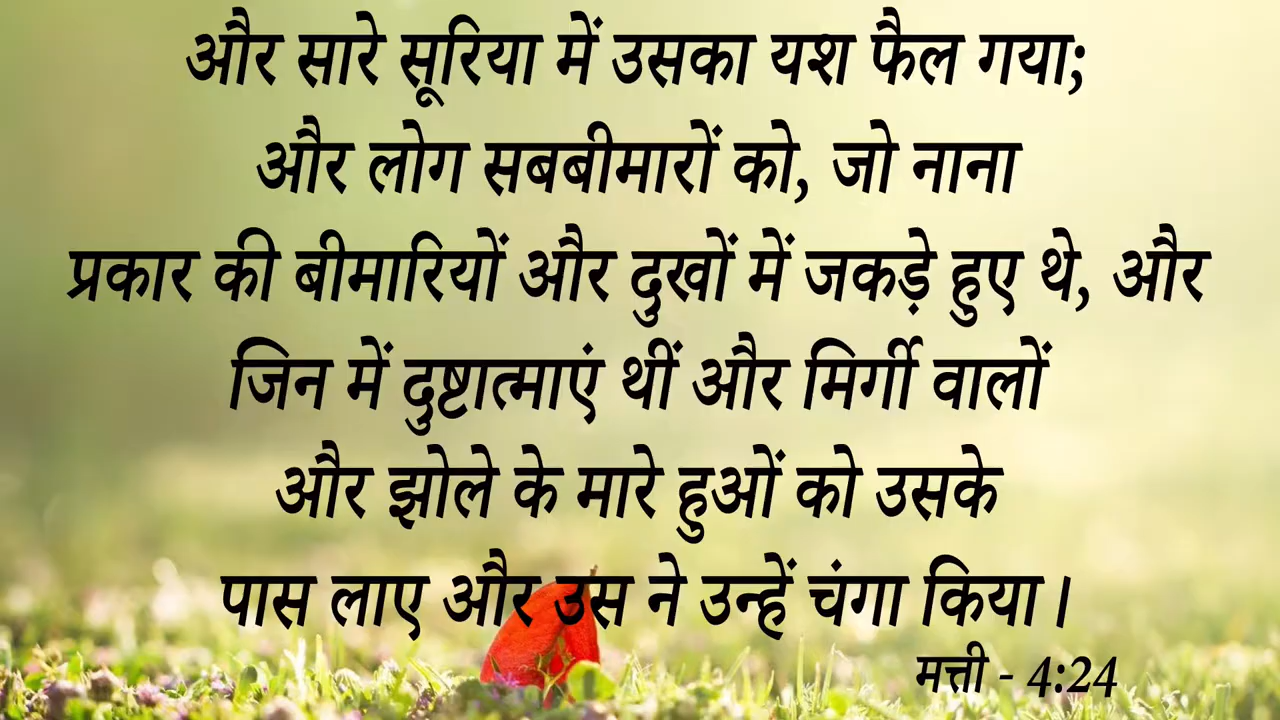 और सारे सूरिया में उसका यश फैल गया;
और लोग सबबीमारों को, जो नाना
प्रकार की बीमारियों और दुखों में जकड़े हुए थे, और
जिन में दुष्टात्माएं थीं और मिर्गी वालों
और झोले के मारे हुओं को उसके
पास लाए और उस ने उन्हें चंगा किया।
मत्ती - 4:24